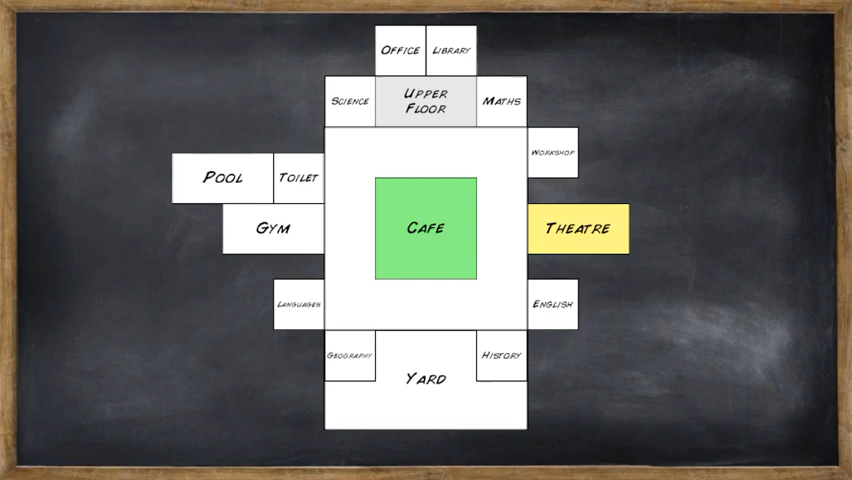 Office
Library
Science
Upper
Floor
Maths
Workshop
Pool
Toilet
Gym
Cafe
Theatre
Languages
English
Geography
History
Yard